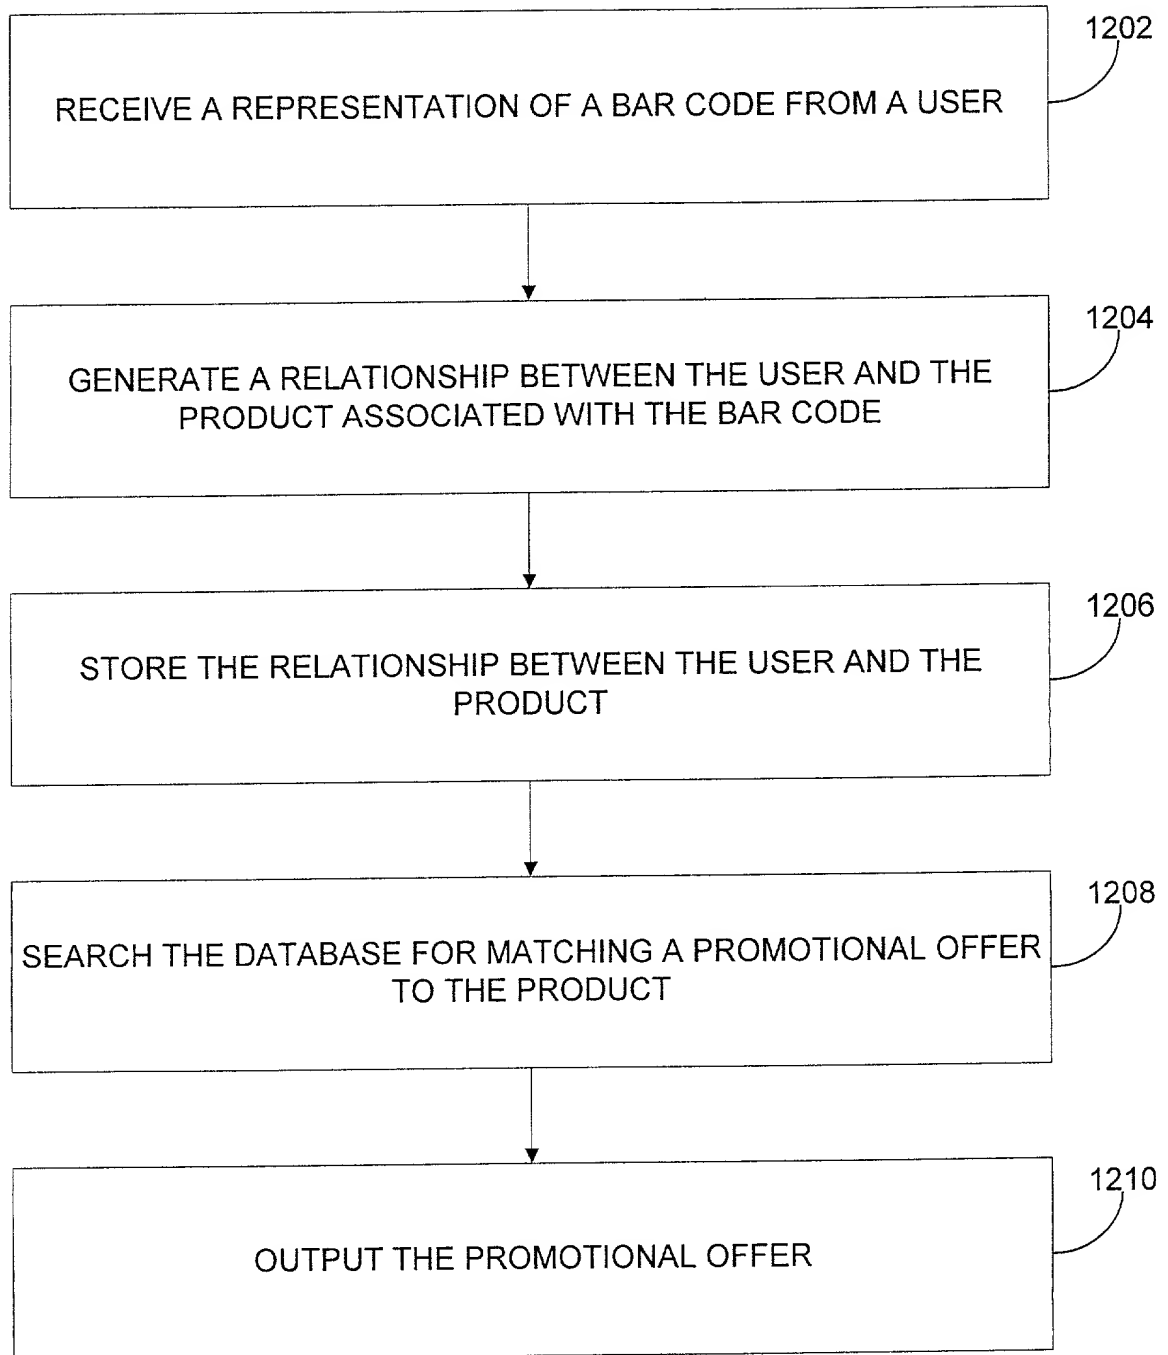 1202
RECEIVE A REPRESENTATION OF A BAR CODE FROM A USER
1204
GENERATE A RELATIONSHIP BETWEEN THE USER AND THE
PRODUCT ASSOCIATED WITH THE BAR CODE
1206
STORE THE RELATIONSHIP BETWEEN THE USER AND THE
PRODUCT
1208
SEARCH THE DATABASE FOR MATCHING A PROMOTIONAL OFFER
TO THE PRODUCT
1210
OUTPUT THE PROMOTIONAL OFFER